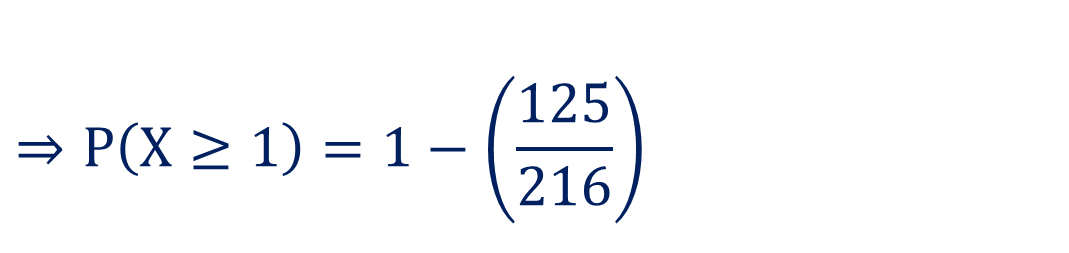 ⇒ P(X ≥ 1) = 1 − (125/216)